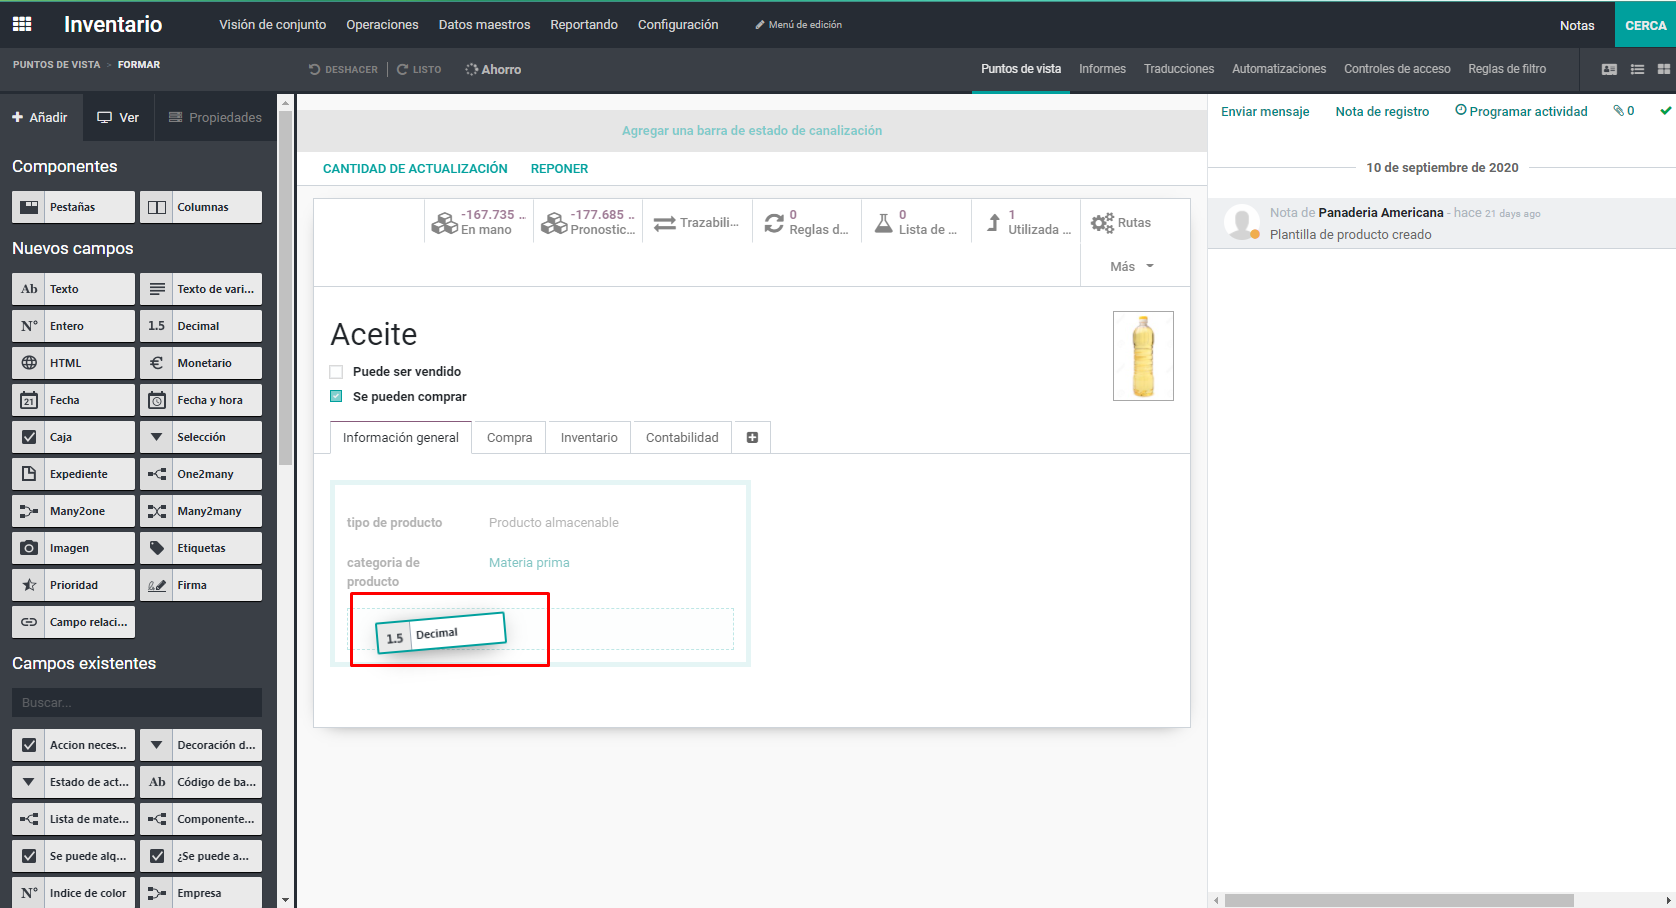 Inventario
Visión de conjunto
Operaciones
Datos maestros
Reportando
Configuración
Menú de edición
Notas
CERCA
PUNTOS DE VISTA > FORMAR
DESHACER
LISTO
Ahorro
Puntos de vista
Informes
Traducciones
Automatizaciones
Controles de acceso
Reglas de filtro
Añadir
Ver
Propiedades
Componentes
Pestañas
Columnas
Nuevos campos
Ab Texto
Texto de vari...
N° Entero
1.5 Decimal
HTML
€ Monetario
21 Fecha
Fecha y hora
Caja
Selección
Expediente
One2many
Many2one
Many2many
Imagen
Etiquetas
Prioridad
Firma
Campo relaci...
Campos existentes
Buscar...
Accion neces...
Decoración d...
Estado de act...
Ab Código de ba...
Lista de mate...
Componente...
Se puede alq...
¿Se puede a...
N° Indice de color
Empresa
Agregar una barra de estado de canalización
CANTIDAD DE ACTUALIZACIÓN
REPONER
-167.735 ..
En mano
-177.685 ..
Pronostic...
Trazabili...
0
Reglas d...
0
Lista de ...
1
Utilizada ...
Rutas
Más
Aceite
Puede ser vendido
Se pueden comprar
Información general
Compra
Inventario
Contabilidad
tipo de producto
Producto almacenable
categoria de
producto
Materia prima
1.5 Decimal
Enviar mensaje
Nota de registro
Programar actividad
0
10 de septiembre de 2020
Nota de Panaderia Americana - hace 21 days ago
Plantilla de producto creado